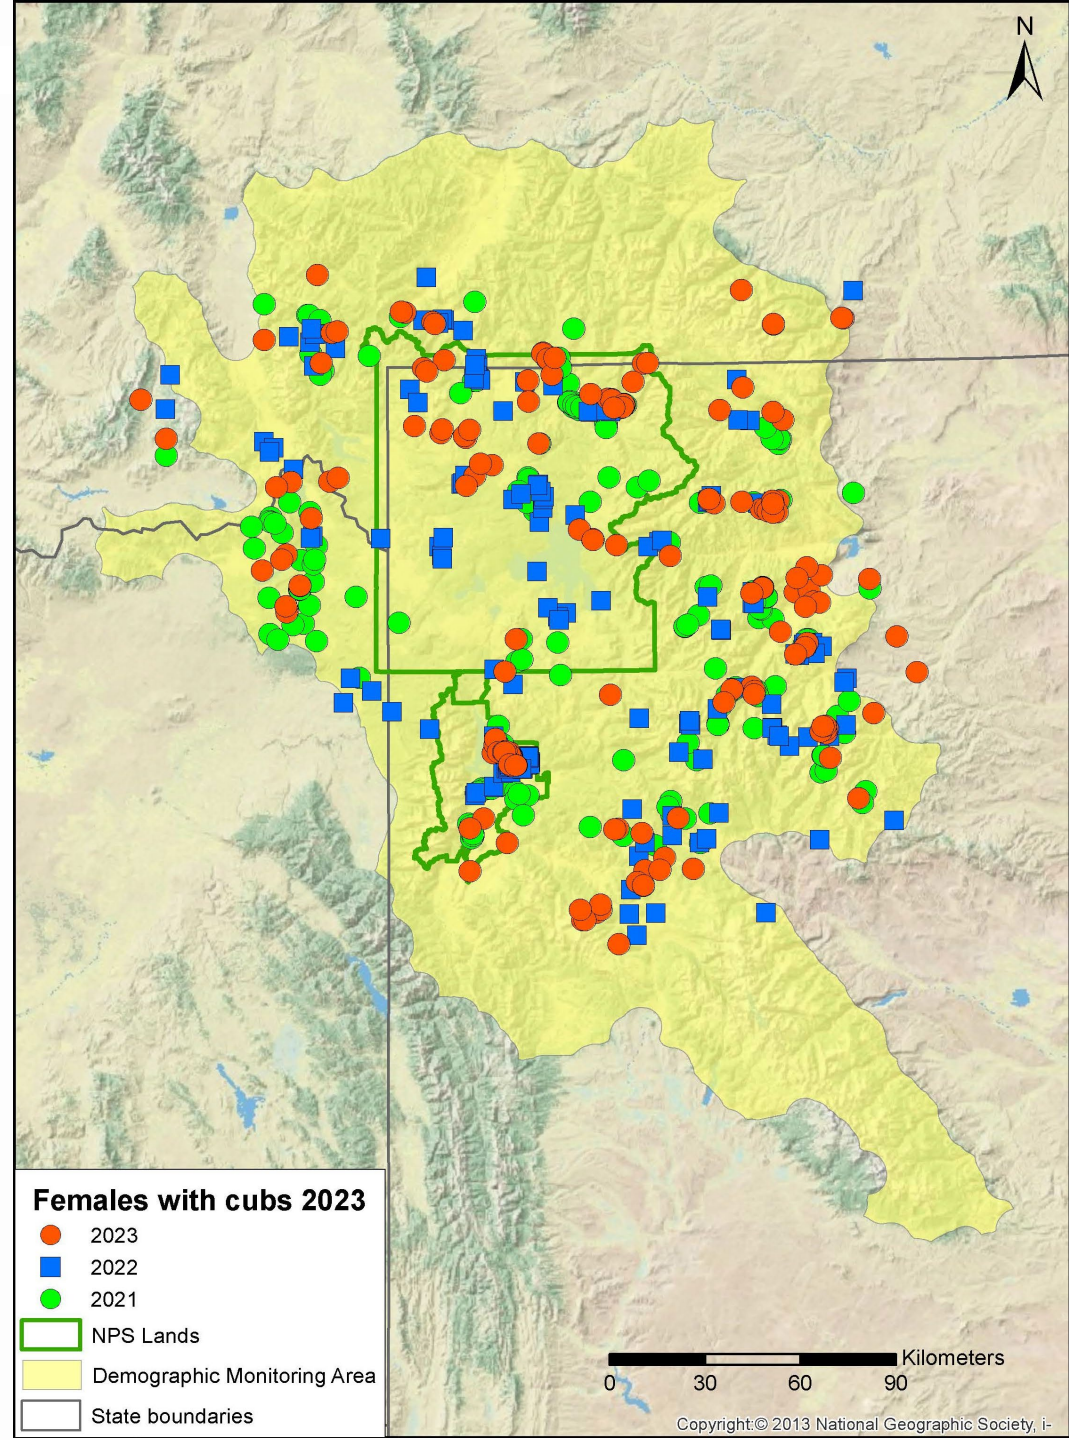 N
Females with cubs 2023
2023
2022
2021
NPS Lands
Demographic Monitoring Area
State boundaries
Kilometers
0 30 60 90
Copyright:© 2013 National Geographic Society, i-